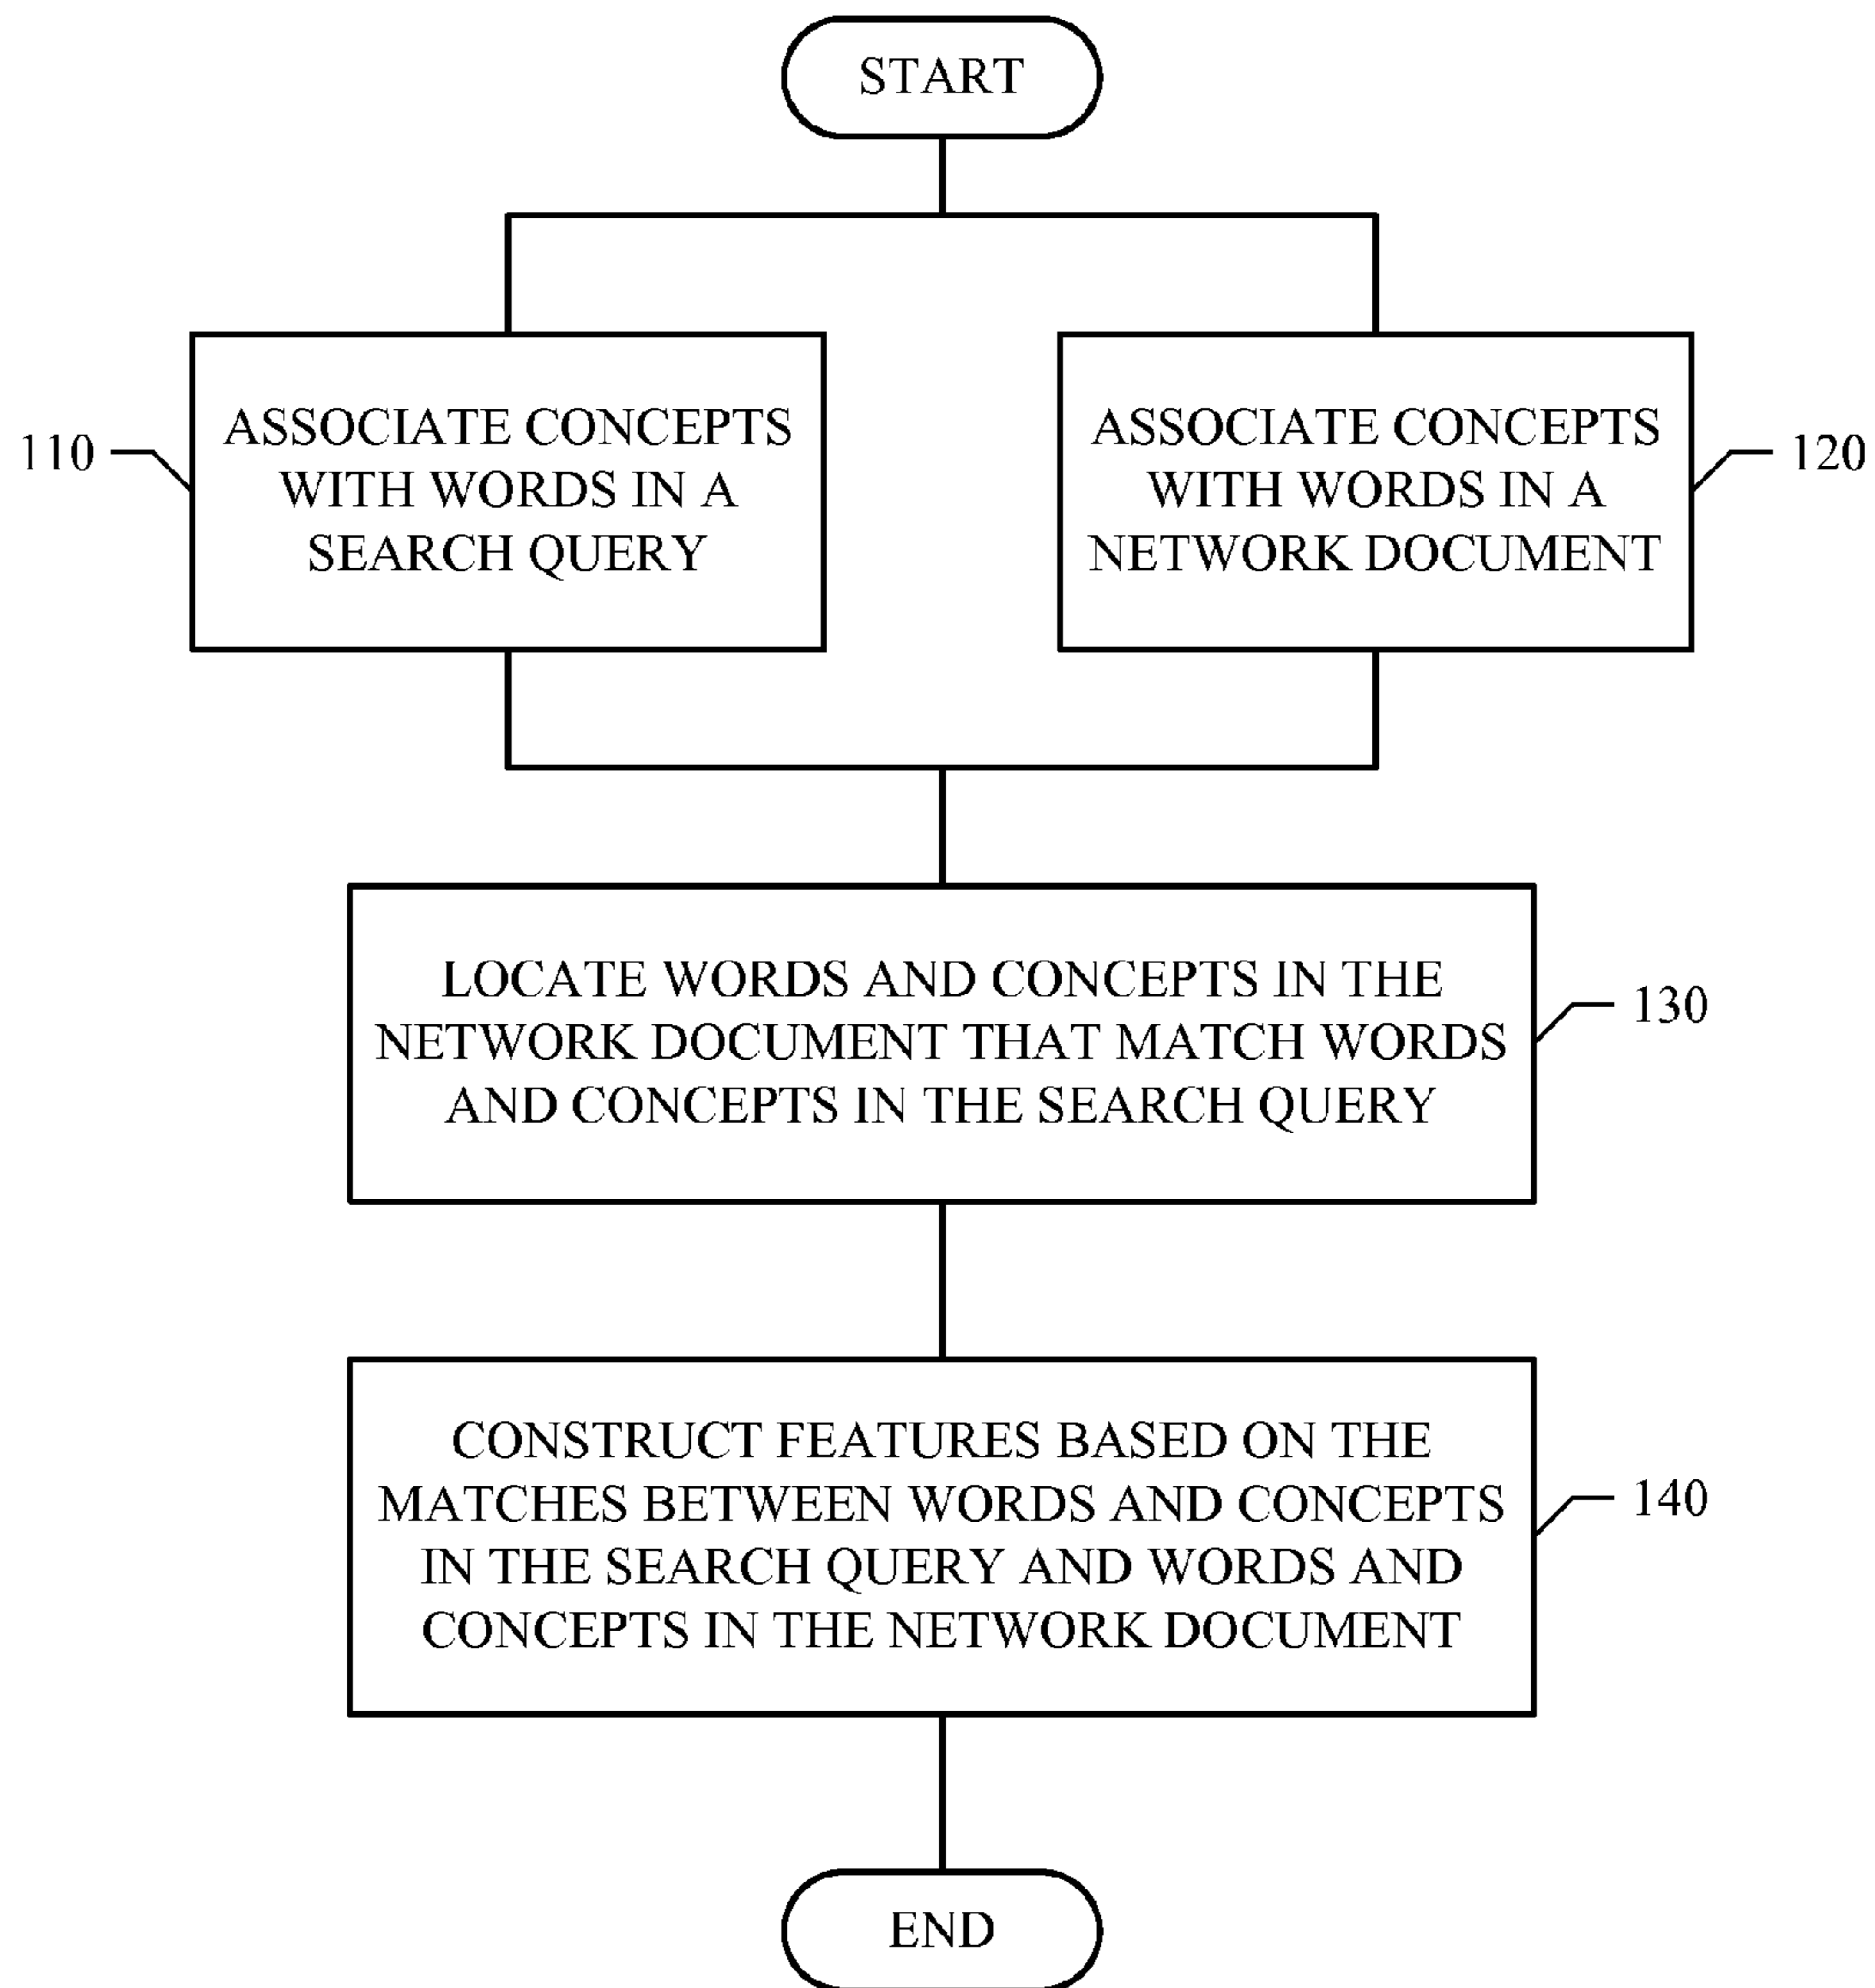 START
110
ASSOCIATE CONCEPTS
WITH WORDS IN A
SEARCH QUERY
ASSOCIATE CONCEPTS
WITH WORDS IN A
NETWORK DOCUMENT
120
LOCATE WORDS AND CONCEPTS IN THE
NETWORK DOCUMENT THAT MATCH WORDS
AND CONCEPTS IN THE SEARCH QUERY
130
CONSTRUCT FEATURES BASED ON THE
MATCHES BETWEEN WORDS AND CONCEPTS
IN THE SEARCH QUERY AND WORDS AND
CONCEPTS IN THE NETWORK DOCUMENT
140
END